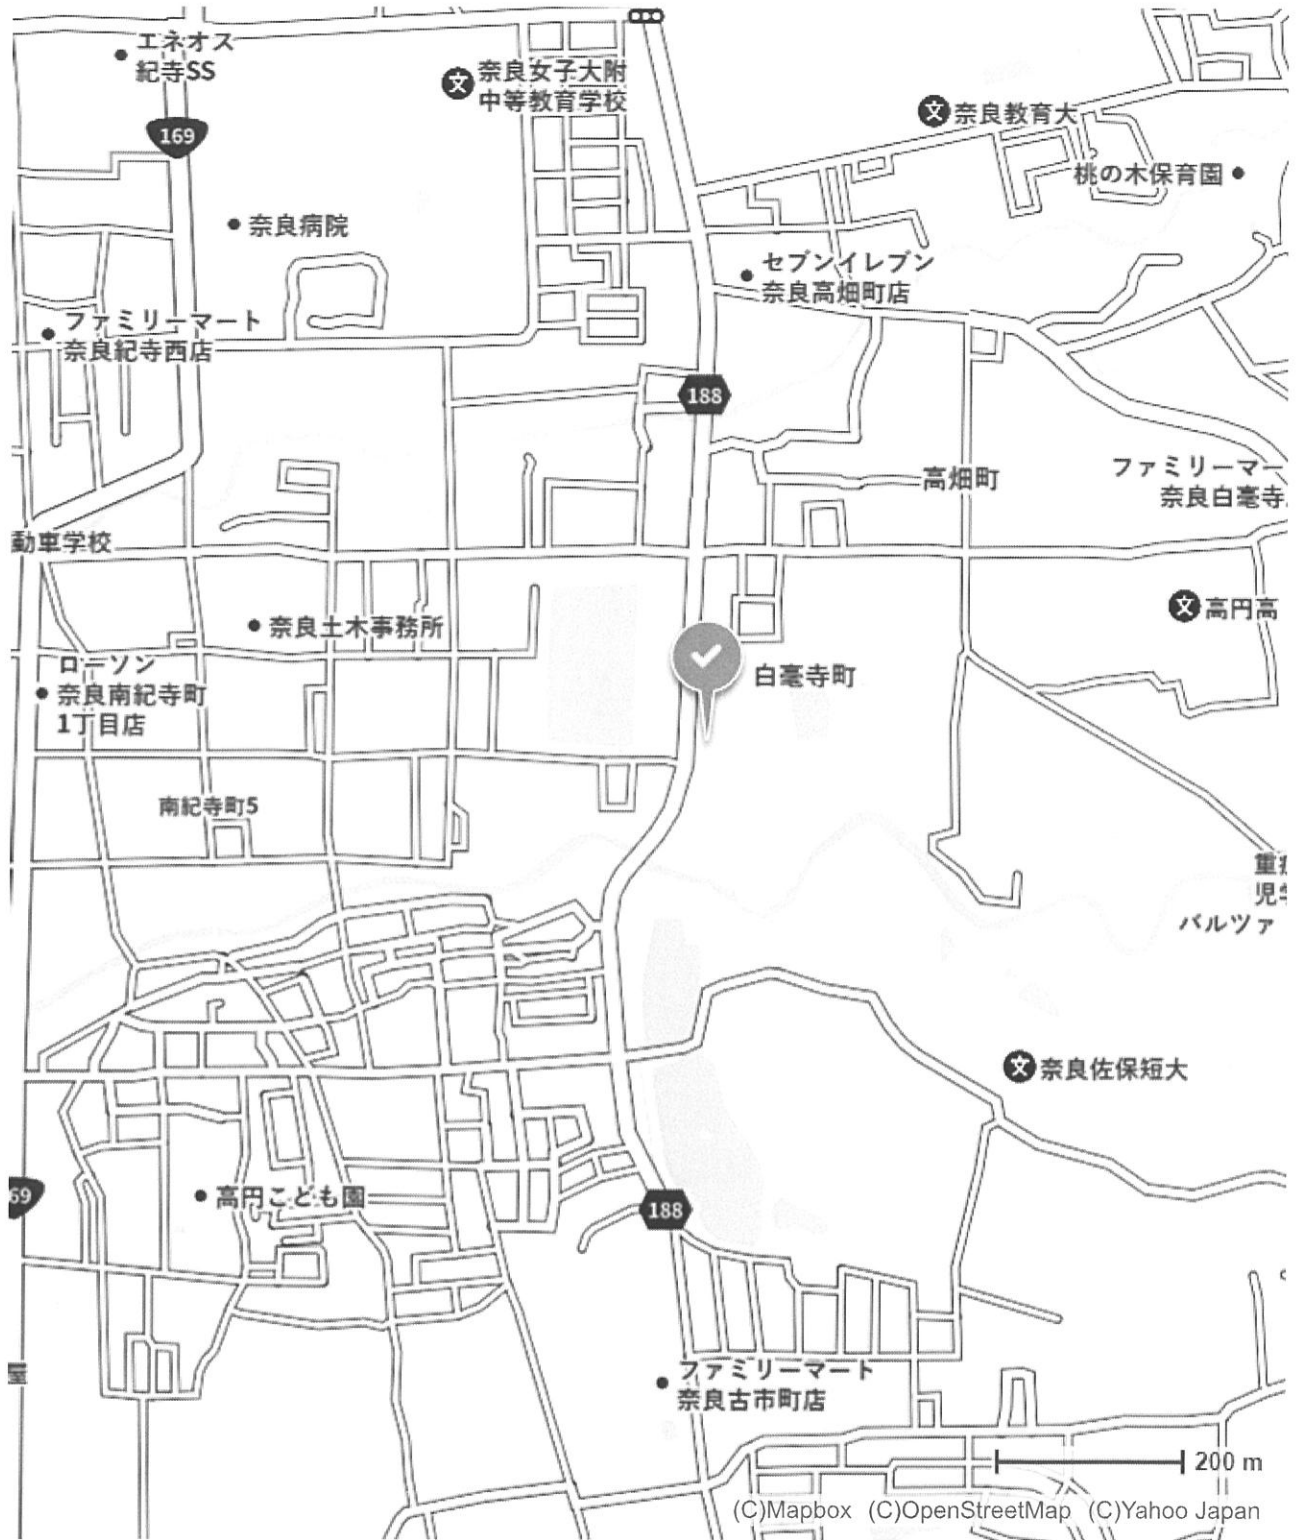 エネオス
紀寺SS
文
奈良女子大附
中等教育学校
169
文
奈良教育大
桃の木保育園
奈良病院
セブンイレブン
奈良高畑町店
ファミリーマート
奈良紀寺西店
188
高畑町
ファミリーマー
奈良白毫寺
動車学校
文
高円高
奈良土木事務所
ローソン
奈良南紀寺町
1丁目店
白毫寺町
南紀寺町5
重
児
バルツァ
文
奈良佐保短大
69
高円こども園
188
屋
ファミリーマート
奈良古市町店
200 m
(C)Mapbox (C)OpenStreetMap (C)Yahoo Japan